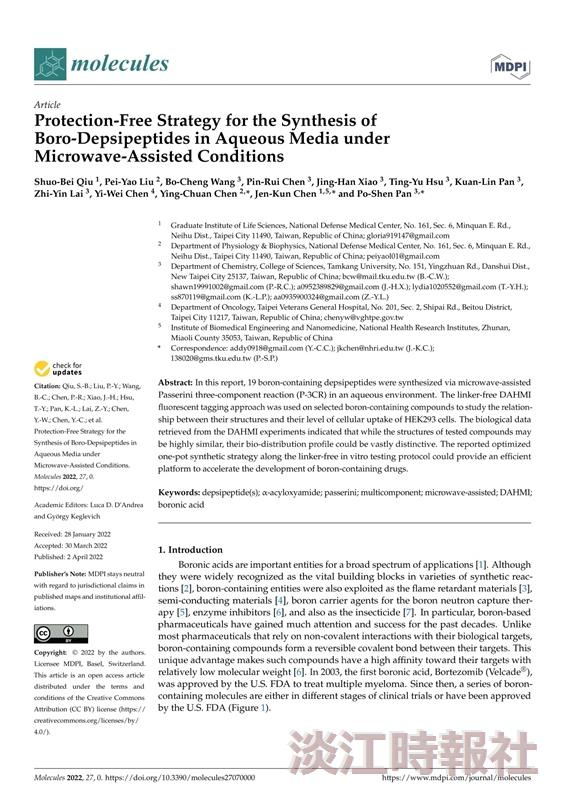 molecules
MDPI
Article
Protection-Free Strategy for the Synthesis of
Boro-Depsipeptides in Aqueous Media under
Microwave-Assisted Conditions
Shuo-Bei Qiu 1, Pei-Yao Liu 2, Bo-Cheng Wang 3, Pin-Rui Chen 3, Jing-Han Xiao 3, Ting-Yu Hsu 3, Kuan-Lin Pan 3,
Zhi-Yin Lai 3, Yi-Wei Chen 4, Ying-Chuan Chen 2,*, Jen-Kun Chen 1,5,* and Po-Shen Pan 3,*
1 Graduate Institute of Life Sciences, National Defense Medical Center, No. 161, Sec. 6, Minquan E. Rd.,
Neihu Dist., Taipei City 11490, Taiwan, Republic of China; gloria919147@gmail.com
2 Department of Physiology & Biophysics, National Defense Medical Center, No. 161, Sec. 6, Minquan E. Rd.,
Neihu Dist., Taipei City 11490, Taiwan, Republic of China; peiyaol01@gmail.com
3 Department of Chemistry, College of Sciences, Tamkang University, No. 151, Yingzhuan Rd., Danshui Dist.,
New Taipei City 25137, Taiwan, Republic of China; bcw@mail.tku.edu.tw (B.-C.W.);
shawn19991002@gmail.com (P.-R.C.); a0952389829@gmail.com (J.-H.X.); lydia1020552@gmail.com (T.-Y.H.);
ss870119@gmail.com (K.-L.P.); aa0935900324@gmail.com (Z.-Y.L.)
4 Department of Oncology, Taipei Veterans General Hospital, No. 201, Sec. 2, Shipai Rd., Beitou District,
Taipei City 11217, Taiwan, Republic of China; chenyw@vghtpe.gov.tw
5 Institute of Biomedical Engineering and Nanomedicine, National Health Research Institutes, Zhunan,
Miaoli County 35053, Taiwan, Republic of China
* Correspondence: addy0918@gmail.com (Y.-C.C.); jkchen@nhri.edu.tw (J.-K.C.);
138020@gms.tku.edu.tw (P.-S.P.)
check for
updates
Citation: Qiu, S.-B.; Liu, P.-Y.; Wang,
B.-C.; Chen, P.-R.; Xiao, J.-H.; Hsu,
T.-Y.; Pan, K.-L.; Lai, Z.-Y.; Chen,
Y.-W.; Chen, Y.-C.; et al.
Protection-Free Strategy for the
Synthesis of Boro-Depsipeptides in
Aqueous Media under
Microwave-Assisted Conditions.
Molecules 2022, 27, 0.
https://doi.org/
Academic Editors: Luca D. D'Andrea
and György Keglevich
Received: 28 January 2022
Accepted: 30 March 2022
Published: 2 April 2022
Publisher's Note: MDPI stays neutral
with regard to jurisdictional claims in
published maps and institutional affil-
iations.
CC BY
Copyright: © 2022 by the authors.
Licensee MDPI, Basel, Switzerland.
This article is an open access article
distributed under the terms and
conditions of the Creative Commons
Attribution (CC BY) license (https://
creativecommons.org/licenses/by/
4.0/).
Abstract: In this report, 19 boron-containing depsipeptides were synthesized via microwave-assisted
Passerini three-component reaction (P-3CR) in an aqueous environment. The linker-free DAHMI
fluorescent tagging approach was used on selected boron-containing compounds to study the relation-
ship between their structures and their level of cellular uptake of HEK293 cells. The biological data
retrieved from the DAHMI experiments indicated that while the structures of tested compounds may
be highly similar, their bio-distribution profile could be vastly distinctive. The reported optimized
one-pot synthetic strategy along the linker-free in vitro testing protocol could provide an efficient
platform to accelerate the development of boron-containing drugs.
Keywords: depsipeptide(s); α-acyloxyamide; passerini; multicomponent; microwave-assisted; DAHMI;
boronic acid
1. Introduction
Boronic acids are important entities for a broad spectrum of applications [1]. Although
they were widely recognized as the vital building blocks in varieties of synthetic reac-
tions [2], boron-containing entities were also exploited as the flame retardant materials [3],
semi-conducting materials [4], boron carrier agents for the boron neutron capture ther-
apy [5], enzyme inhibitors [6], and also as the insecticide [7]. In particular, boron-based
pharmaceuticals have gained much attention and success for the past decades. Unlike
most pharmaceuticals that rely on non-covalent interactions with their biological targets,
boron-containing compounds form a reversible covalent bond between their targets. This
unique advantage makes such compounds have a high affinity toward their targets with
relatively low molecular weight [6]. In 2003, the first boronic acid, Bortezomib (Velcade®),
was approved by the U.S. FDA to treat multiple myeloma. Since then, a series of boron-
containing molecules are either in different stages of clinical trials or have been approved
by the U.S. FDA (Figure 1).
淡江時報社
Molecules 2022, 27, 0. https://doi.org/10.3390/molecules27070000
https://www.mdpi.com/journal/molecules